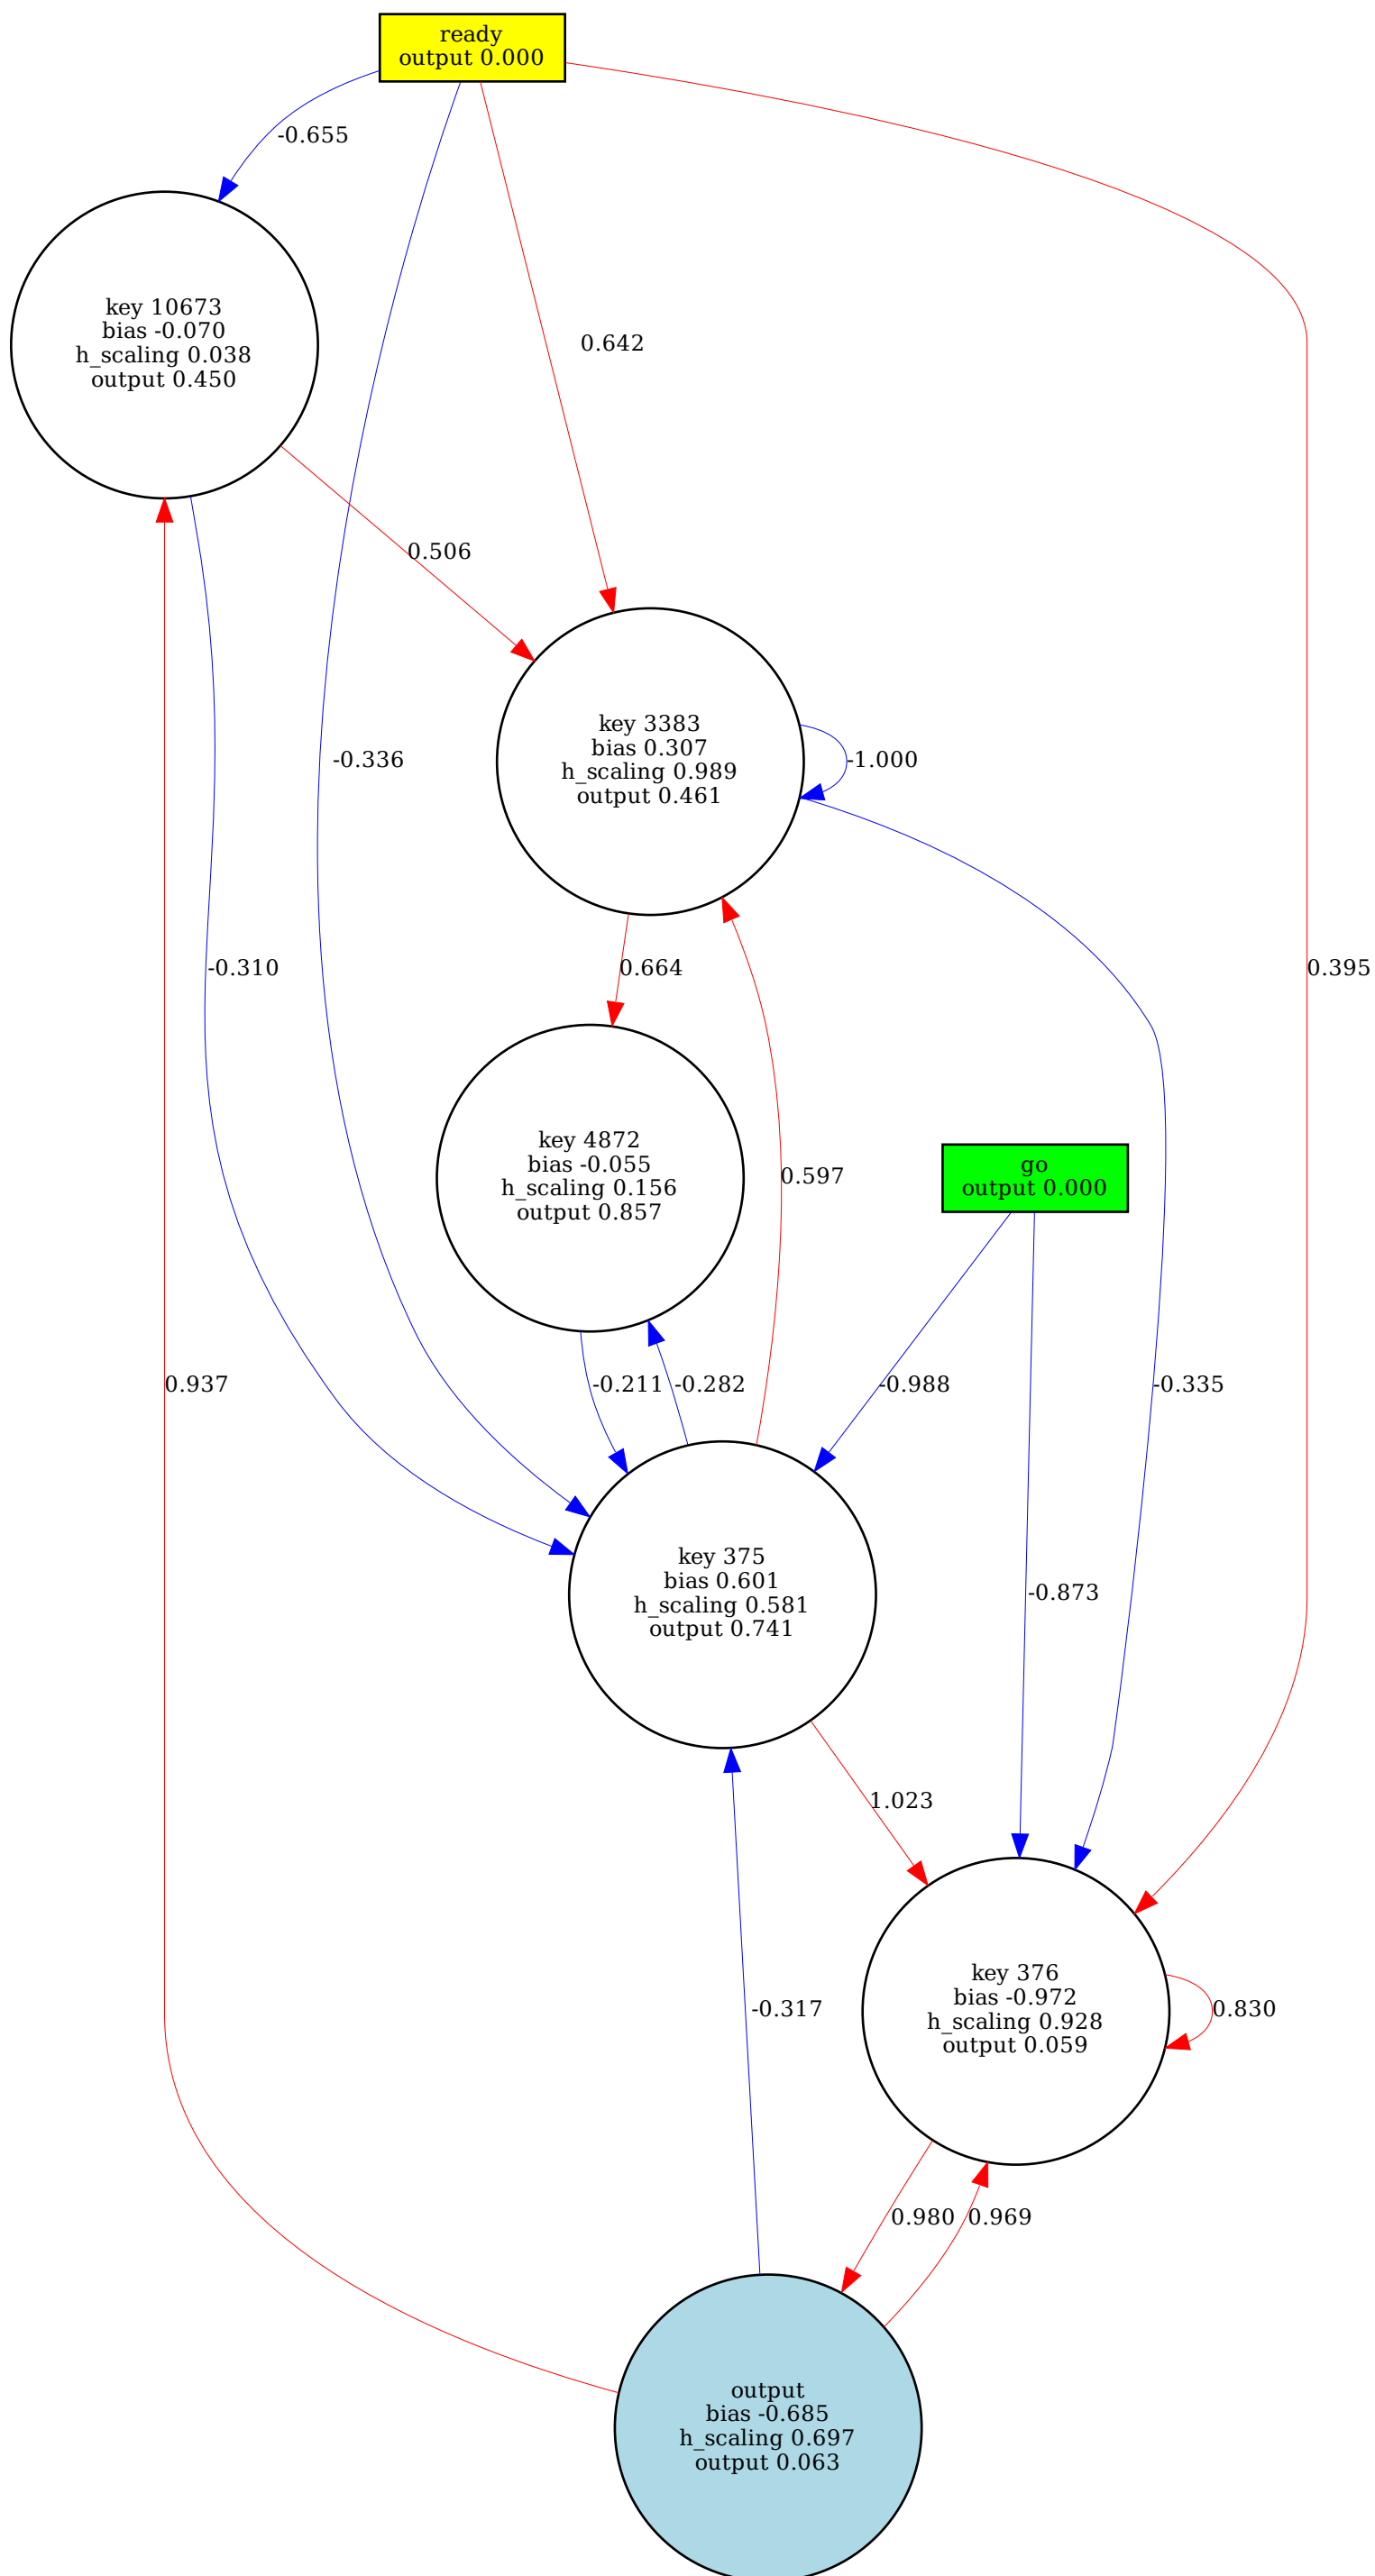 ready
output 0.000
-0.655
key 10673
bias -0.070
h_scaling 0.038
output 0.450
0.642
0.506
key 3383
bias 0.307
h_scaling 0.989
output 0.461
-0.336
-1.000
-0.310
0.664
0.395
key 4872
bias -0.055
h_scaling 0.156
output 0.857
0.597
go
output 0.000
0.937
-0.211
-0.282
-0.988
-0.335
key 375
bias 0.601
h_scaling 0.581
output 0.741
-0.873
1.023
key 376
bias -0.972
h_scaling 0.928
output 0.059
-0.317
0.830
0.980
0.969
output
bias -0.685
h_scaling 0.697
output 0.063